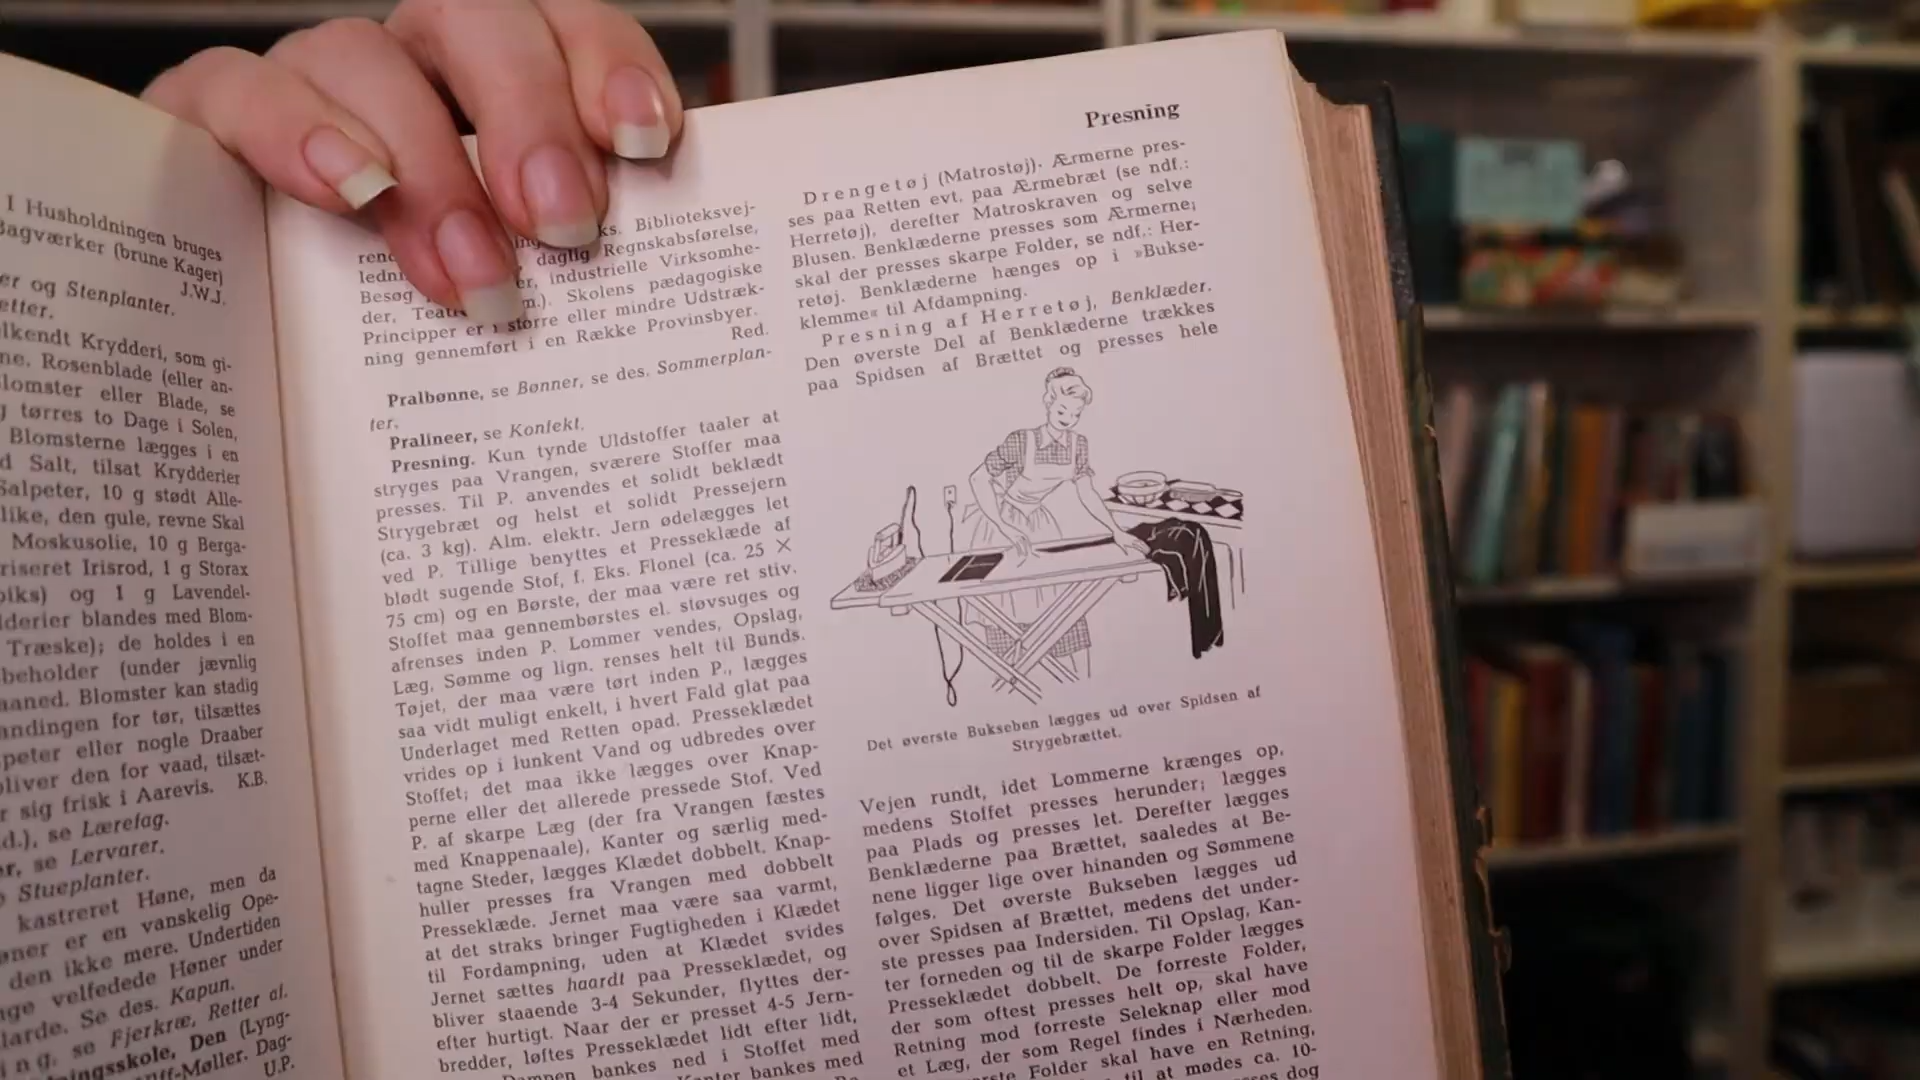 I Husholdningen bruges
Bagværker (brune Kager)
J.W.J.
er og Stenplanter.
etter.
lkendt Krydderi, som gi-
ne. Rosenblade (eller an-
lomster eller Blade, se
g tørres to Dage i Solen,
Blomsterne lægges i en
d Salt, tilsat Krydderier
Salpeter, 10 g stødt Alle-
like, den gule, revne Skal
Moskusolie, 10 g Berga-
riseret Irisrod, 1 g Storax
piks) og 1 g Lavendel-
lderier blandes med Blom-
Træske); de holdes i en
beholder (under jævnlig
aaned. Blomster kan stadig
andingen for tør, tilsættes
peter eller nogle Draaber
bliver den for vaad, tilsæt-
r sig frisk i Aarevis. K.B.
d.), se Lærefag.
er, se Lervarer.
Stueplanter.
kastreret Høne, men da
øner er en vanskelig Ope-
den ikke mere. Undertiden
ge velfedede Høner under
larde. Se des. Kapun.
ing, se Fjerkræ, Retter af.
ningsskole, Den (Lyng-
nff-Møller. Dag-
U.P.
Presning
ks. Biblioteksvej-
daglig Regnskabsførelse,
er, industrielle Virksomhe-
Besøg m.). Skolens pædagogiske
der, Principper er i større eller mindre Udstræk-
ning gennemført i en Række Provinsbyer.
Red.
Pralbønne, se Bønner, se des. Sommerplan-
ter.
Pralineer, se Konfekt.
Presning. Kun tynde Uldstoffer taaler at
stryges paa Vrangen, sværere Stoffer maa
presses. Til P. anvendes et solidt beklædt
Strygebræt og helst et solidt Pressejern
(ca. 3 kg). Alm. elektr. Jern ødelægges let
ved P. Tillige benyttes et Presseklæde af
blødt sugende Stof, f. Eks. Flonel (ca. 25 ×
75 cm) og en Børste, der maa være ret stiv.
Stoffet maa gennembørstes el. støvsuges og
afrenses inden P. Lommer vendes, Opslag,
Læg, Sømme og lign. renses helt til Bunds.
Tøjet, der maa være tørt inden P., lægges
saa vidt muligt enkelt, i hvert Fald glat paa
Underlaget med Retten opad. Presseklædet
vrides op i lunkent Vand og udbredes over
Stoffet; det maa ikke lægges over Knap-
perne eller det allerede pressede Stof. Ved
P. af skarpe Læg (der fra Vrangen fæstes
med Knappenaale), Kanter og særlig med-
tagne Steder, lægges Klædet dobbelt. Knap-
huller presses fra Vrangen med dobbelt
Presseklæde. Jernet maa være saa varmt,
at det straks bringer Fugtigheden i Klædet
til Fordampning, uden at Klædet svides
Jernet sættes haardt paa Presseklædet, og
bliver staaende 3-4 Sekunder, flyttes der-
efter hurtigt. Naar der er presset 4-5 Jern-
bredder, løftes Presseklædet lidt efter lidt,
Dampen bankes ned i Stoffet med
Kanter bankes med
Drengetøj (Matrostøj). Ærmerne pres-
ses paa Retten evt. paa Ærmebræt (se ndf.:
Herretøj), derefter Matroskraven og selve
Blusen. Benklæderne presses som Ærmerne;
skal der presses skarpe Folder, se ndf.: Her-
retøj. Benklæderne hænges op i »Bukse-
klemme« til Afdampning.
Presning af Herretøj, Benklæder.
Den øverste Del af Benklæderne trækkes
paa Spidsen af Brættet og presses hele
Det øverste Bukseben lægges ud over Spidsen af
Strygebrættet.
Vejen rundt, idet Lommerne krænges op,
medens Stoffet presses herunder; lægges
paa Plads og presses let. Derefter lægges
Benklæderne paa Brættet, saaledes at Be-
nene ligger lige over hinanden og Sømmene
følges. Det øverste Bukseben lægges ud
over Spidsen af Brættet, medens det under-
ste presses paa Indersiden. Til Opslag, Kan-
ter forneden og til de skarpe Folder lægges
Presseklædet dobbelt. De forreste Folder,
der som oftest presses helt op, skal have
Retning mod forreste Seleknap eller mod
et Læg, der som Regel findes i Nærheden.
Folder skal have en Retning,
til at mødes ca. 10-
dog